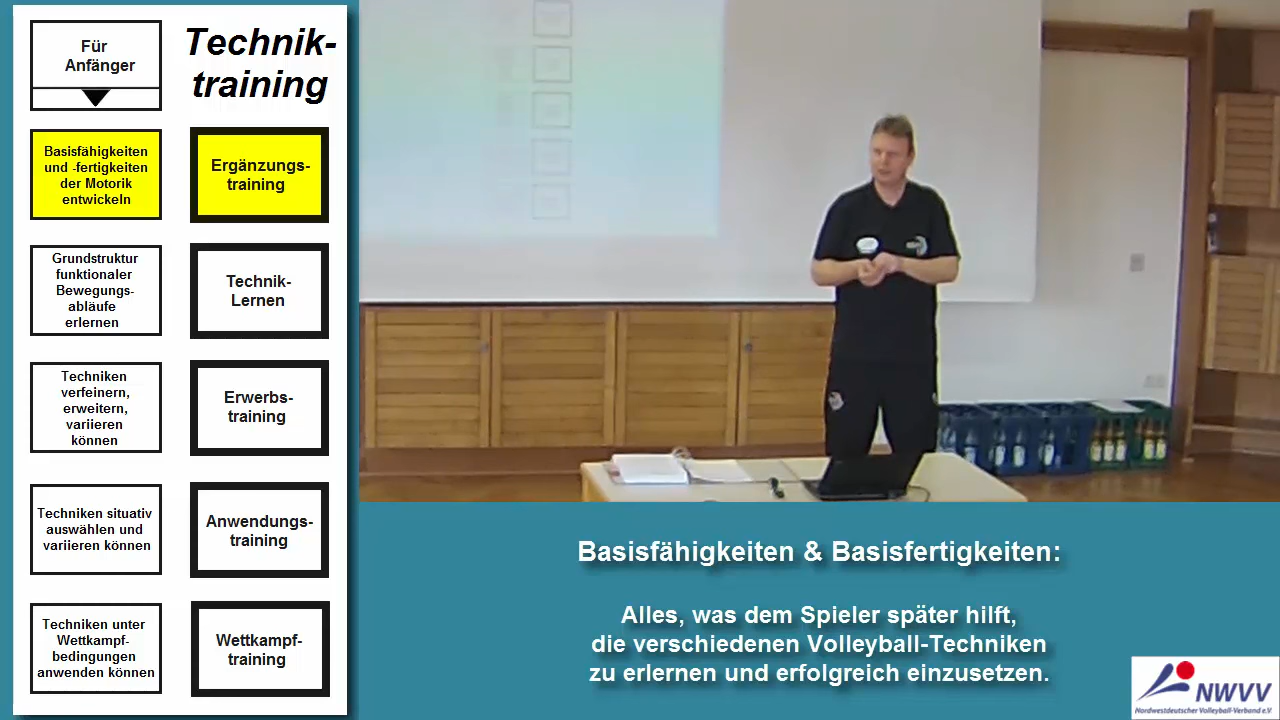 Für
Anfänger
Technik-
training
Basisfähigkeiten
und -fertigkeiten
der Motorik
entwickeln
Ergänzungs-
training
Grundstruktur
funktionaler
Bewegungs-
abläufe
erlernen
Technik-
Lernen
Techniken
verfeinern,
erweitern,
variieren
können
Erwerbs-
training
Techniken situativ
auswählen und
variieren können
Anwendungs-
training
Techniken unter
Wettkampf-
bedingungen
anwenden können
Wettkampf-
training
Basisfähigkeiten & Basisfertigkeiten:
Alles, was dem Spieler später hilft,
die verschiedenen Volleyball-Techniken
zu erlernen und erfolgreich einzusetzen.
NWVV
Nordwestdeutscher Volleyball-Verband e.V.